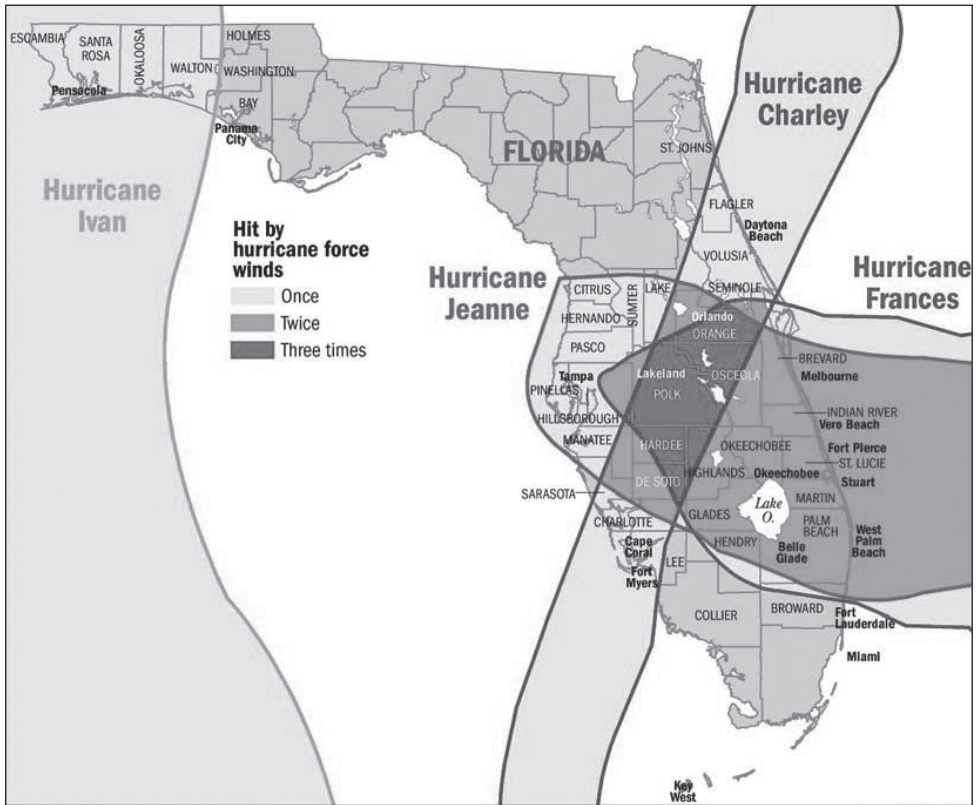 ESCAMBIA
SANTA
ROSA
OKALOOSA
WALTON
HOLMES
WASHINGTON
BAY
Pensacola
Panama
City
Hurricane
Ivan
FLORIDA
ST. JOHNS
Hurricane
Charley
FLAGLER
Daytona
Beach
VOLUSIA
Hit by
hurricane force
winds
Once
Twice
Three times
Hurricane
Jeanne
Hurricane
Frances
CITRUS
SUMTER
LAKE
SEMINOLE
HERNANDO
Orlando
ORANGE
PASCO
BREVARD
Tampa
Lakeland
OSCEOLA
Melbourne
PINELLAS
POLK
HILLSBOROUGH
INDIAN RIVER
Vero Beach
MANATEE
HARDEE
OKEECHOBEE
Fort Pierce
ST. LUCIE
HIGHLANDS
Okeechobee
Stuart
SARASOTA
DE SOTO
Lake
O.
MARTIN
CHARLOTTE
GLADES
PALM
BEACH
West
Palm
Beach
Cape
Coral
HENDRY
Belle
Glade
Fort
Myers
LEE
COLLIER
BROWARD
Fort
Lauderdale
Miami
Key
West